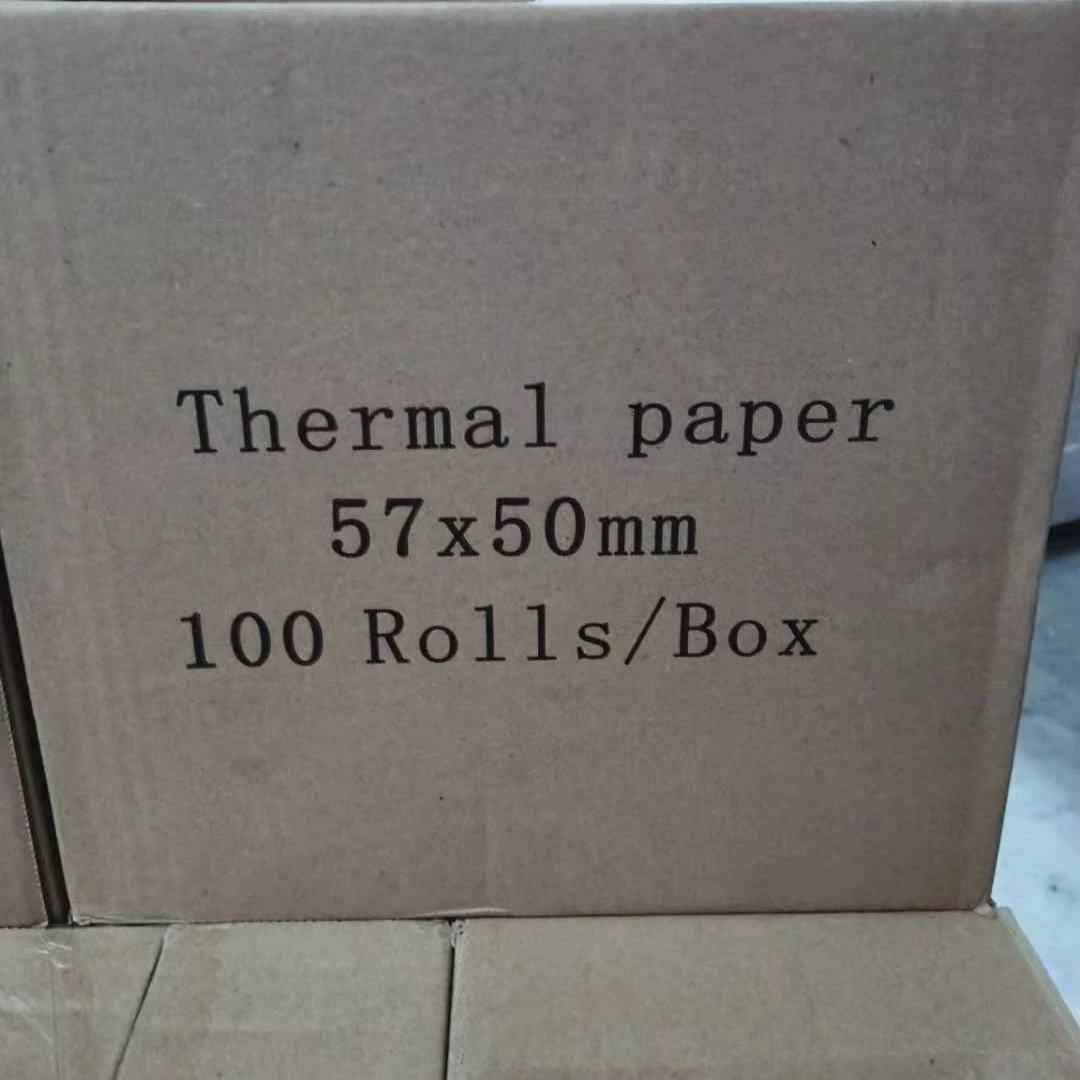 Thermal paper
57x50mm
100 Rolls/Box